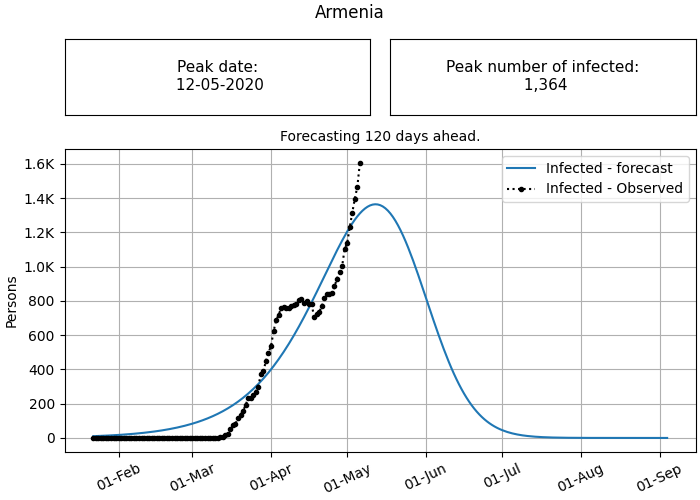 Armenia
Peak date:
12-05-2020
Peak number of infected:
1,364
Forecasting 120 days ahead.
Infected - forecast
Infected - Observed
1.6K
1.4K
1.2K
1.0K
800
600
400
200
0
Persons
01-Feb
01-Mar
01-Apr
01-May
01-Jun
01-Jul
01-Aug
01-Sep